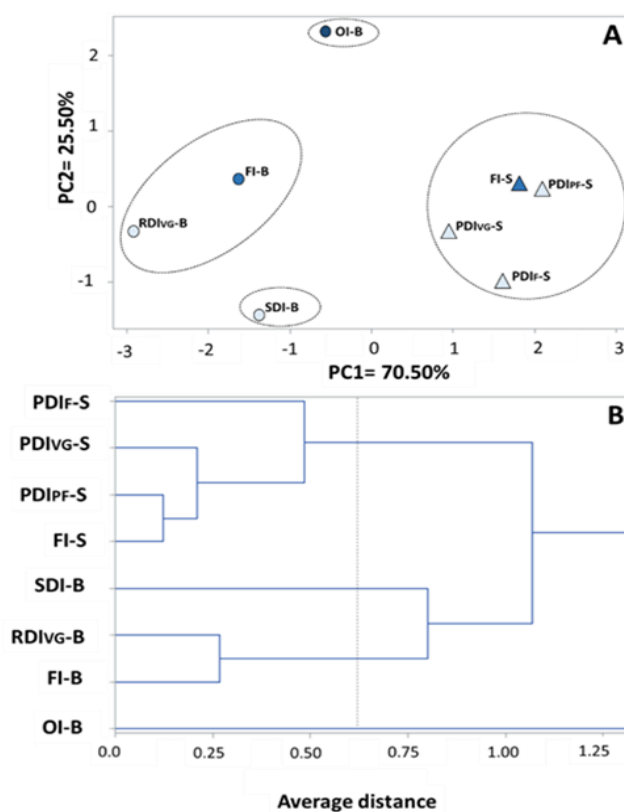 A
PC2= 25.50%
2
1
0
-1
OI-B
FI-B
RDIVG-B
SDI-B
FI-S
PDIPF-S
PDIVG-S
PDIF-S
-3 -2 -1 0 1 2 3
PC1= 70.50%
B
PDIF-S
PDIVG-S
PDIPF-S
FI-S
SDI-B
RDIVG-B
FI-B
OI-B
0.0 0.25 0.50 0.75 1.00 1.25
Average distance